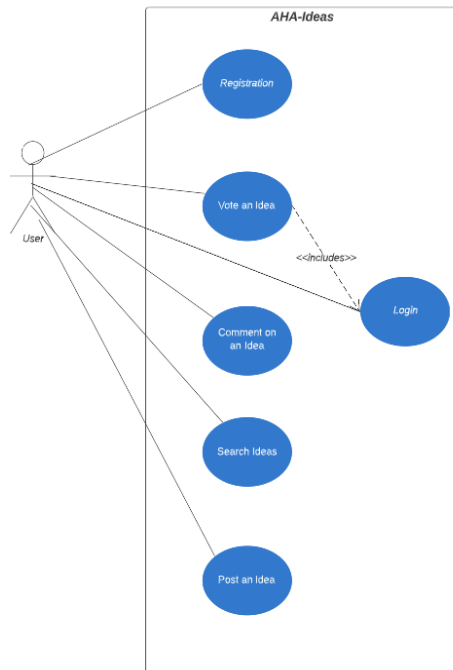 AHA-Ideas
Registration
Vote an Idea
User
<<includes>>
Login
Comment on
an Idea
Search Ideas
Post an Idea